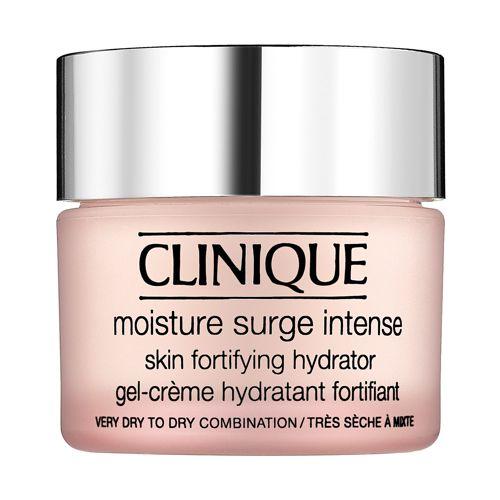 CLINIQUE
moisture surge intense
skin fortifying hydrator
gel-crème hydratant fortifiant
VERY DRY TO DRY COMBINATION / TRÈS SÈCHE À MIXTE